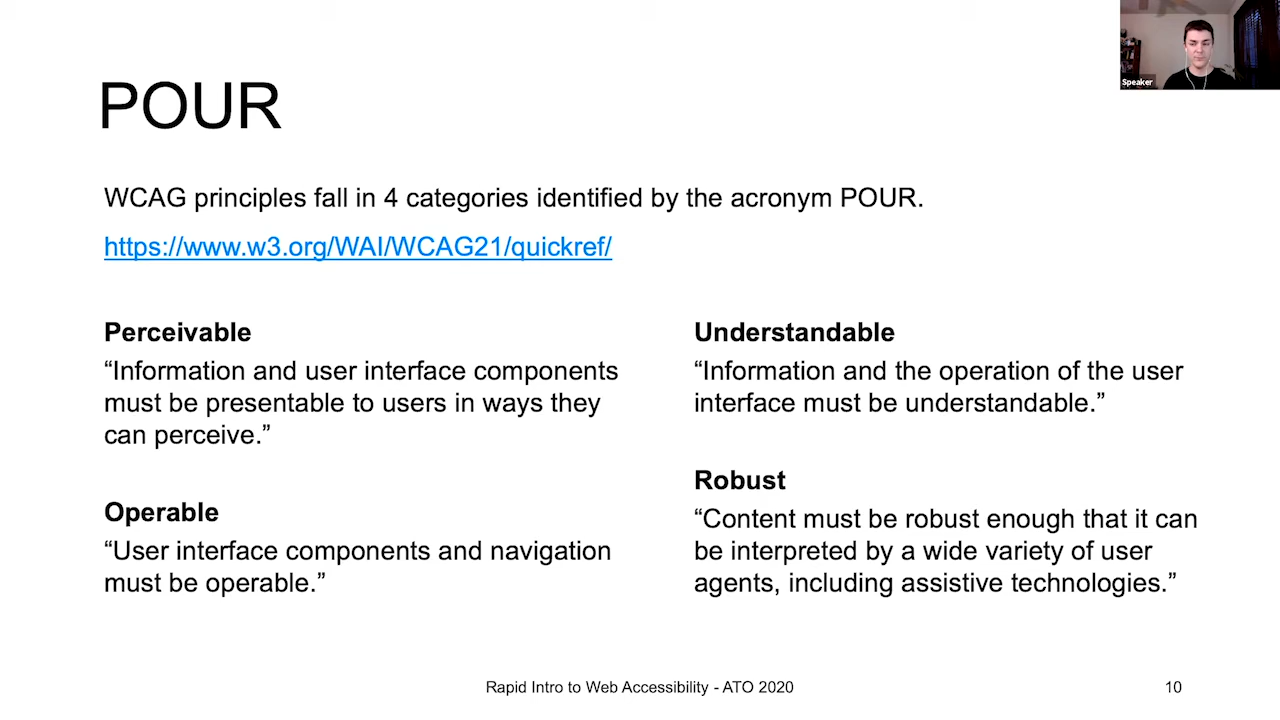 POUR
WCAG principles fall in 4 categories identified by the acronym POUR.
https://www.w3.org/WAI/WCAG21/quickref/
Perceivable
“Information and user interface components
must be presentable to users in ways they
can perceive.”
Operable
“User interface components and navigation
must be operable.”
Understandable
“Information and the operation of the user
interface must be understandable.”
Robust
“Content must be robust enough that it can
be interpreted by a wide variety of user
agents, including assistive technologies.”
Rapid Intro to Web Accessibility - ATO 2020
10
Speaker